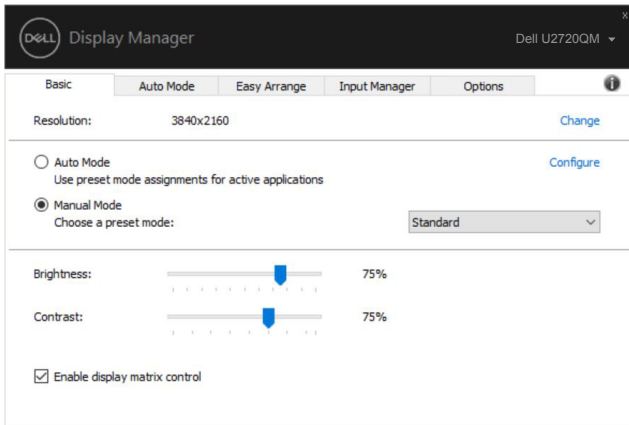 DELL Display Manager
x
Dell U2720QM
Basic Auto Mode Easy Arrange Input Manager Options i
Resolution: 3840x2160 Change
Auto Mode Configure
Use preset mode assignments for active applications
Manual Mode
Choose a preset mode: Standard
Brightness: 75%
Contrast: 75%
Enable display matrix control